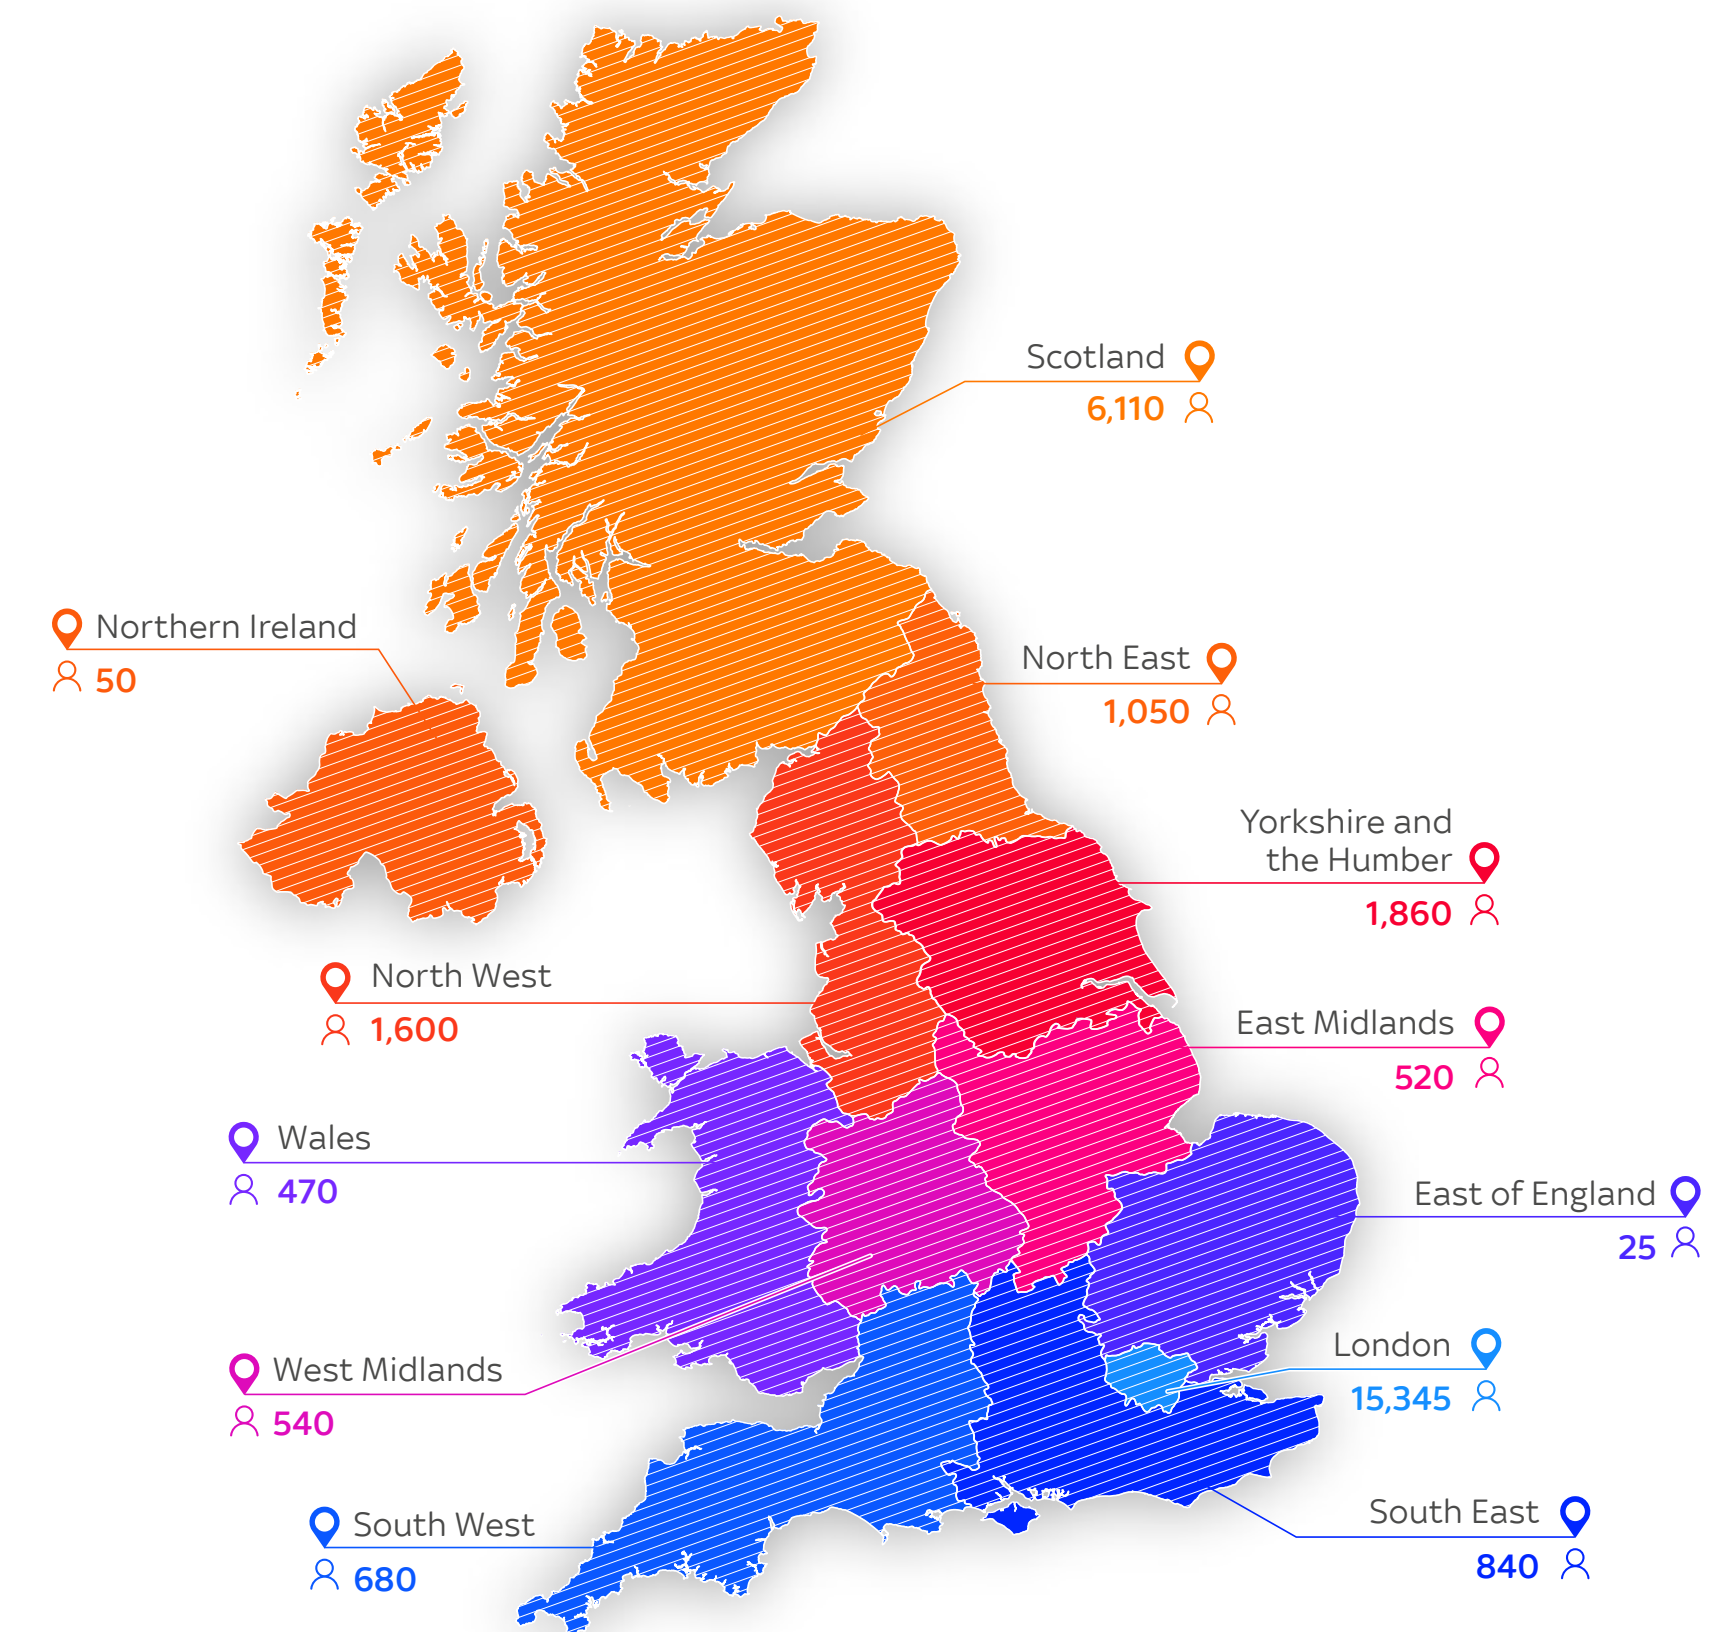 Scotland
6,110
Northern Ireland
50
North East
1,050
Yorkshire and
the Humber
1,860
North West
1,600
East Midlands
520
Wales
470
East of England
25
London
15,345
West Midlands
540
South West
680
South East
840